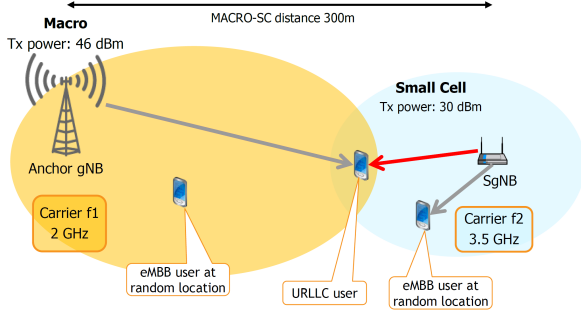 MACRO-SC distance 300m
Macro
Tx power: 46 dBm
Small Cell
Tx power: 30 dBm
Anchor gNB
SgNB
Carrier f1
2 GHz
Carrier f2
3.5 GHz
eMBB user at
random location
URLLC user
eMBB user at
random location